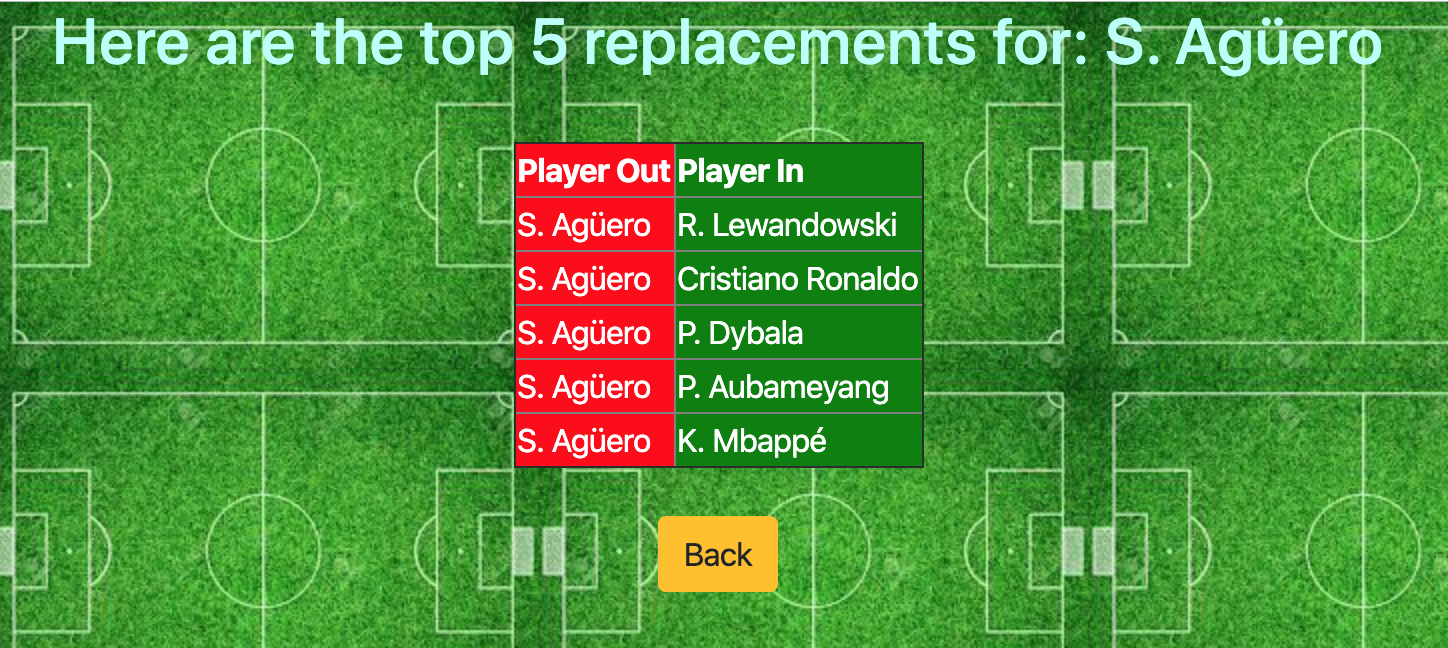 Here are the top 5 replacements for: S. Agüero
Player Out Player In
S. Agüero R. Lewandowski
S. Agüero Cristiano Ronaldo
S. Agüero P. Dybala
S. Agüero P. Aubameyang
S. Agüero K. Mbappé
Back